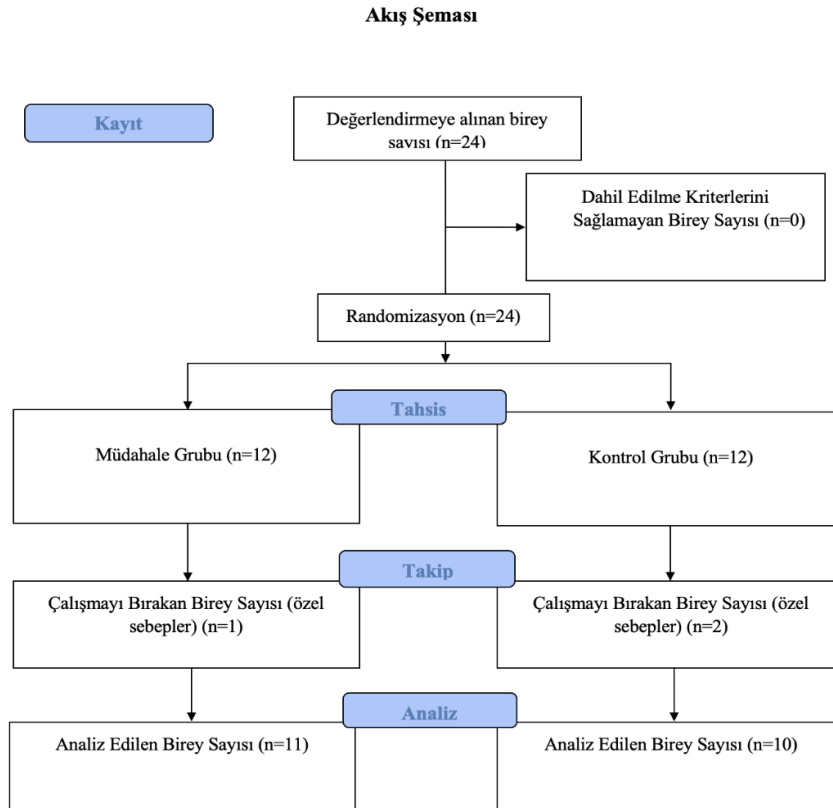 Akış Şeması
Kayıt
Değerlendirmeye alınan birey
sayısı (n=24)
Dahil Edilme Kriterlerini
Sağlamayan Birey Sayısı (n=0)
Randomizasyon (n=24)
Tahsis
Müdahale Grubu (n=12)
Kontrol Grubu (n=12)
Takip
Çalışmayı Bırakan Birey Sayısı (özel
sebepler) (n=1)
Çalışmayı Bırakan Birey Sayısı (özel
sebepler) (n=2)
Analiz
Analiz Edilen Birey Sayısı (n=11)
Analiz Edilen Birey Sayısı (n=10)